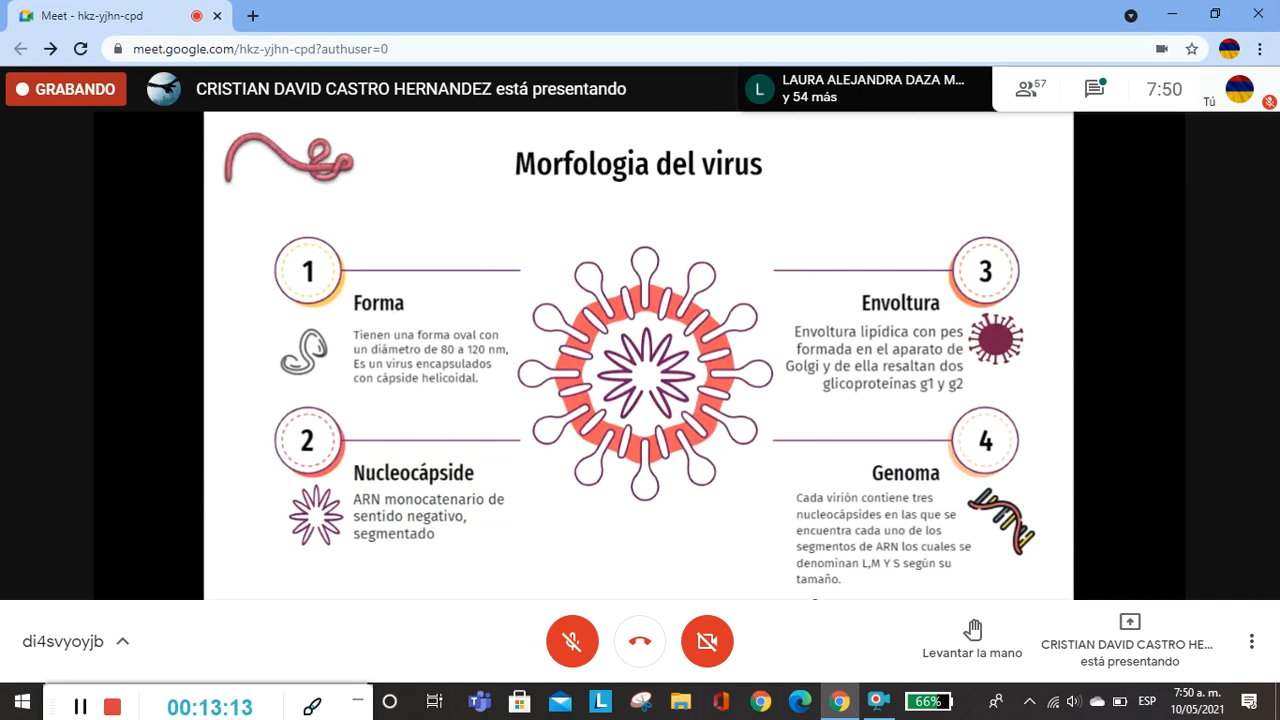 Meet - hkz-yjhn-cpd
meet.google.com/hkz-yjhn-cpd?authuser=0
GRABANDO
CRISTIAN DAVID CASTRO HERNANDEZ está presentando
L
LAURA ALEJANDRA DAZA M...
y 54 más
57
7:50
Tú
Morfologia del virus
1
Forma
Tienen una forma oval con
un diámetro de 80 a 120 nm,
Es un virus encapsulados
con cápside helicoidal.
2
Nucleocápside
ARN monocatenario de
sentido negativo,
segmentado
3
Envoltura
Envoltura lipídica con pes
formada en el aparato de
Golgi y de ella resaltan dos
glicoproteínas g1 y g2
4
Genoma
Cada virión contiene tres
nucleocápsides en las que se
encuentra cada uno de los
segmentos de ARN los cuales se
denominan L,M Y S según su
tamaño.
di4svyoyjb
Levantar la mano
CRISTIAN DAVID CASTRO HE...
está presentando
00:13:13
L
66%
ESP
7:50 a. m.
10/05/2021